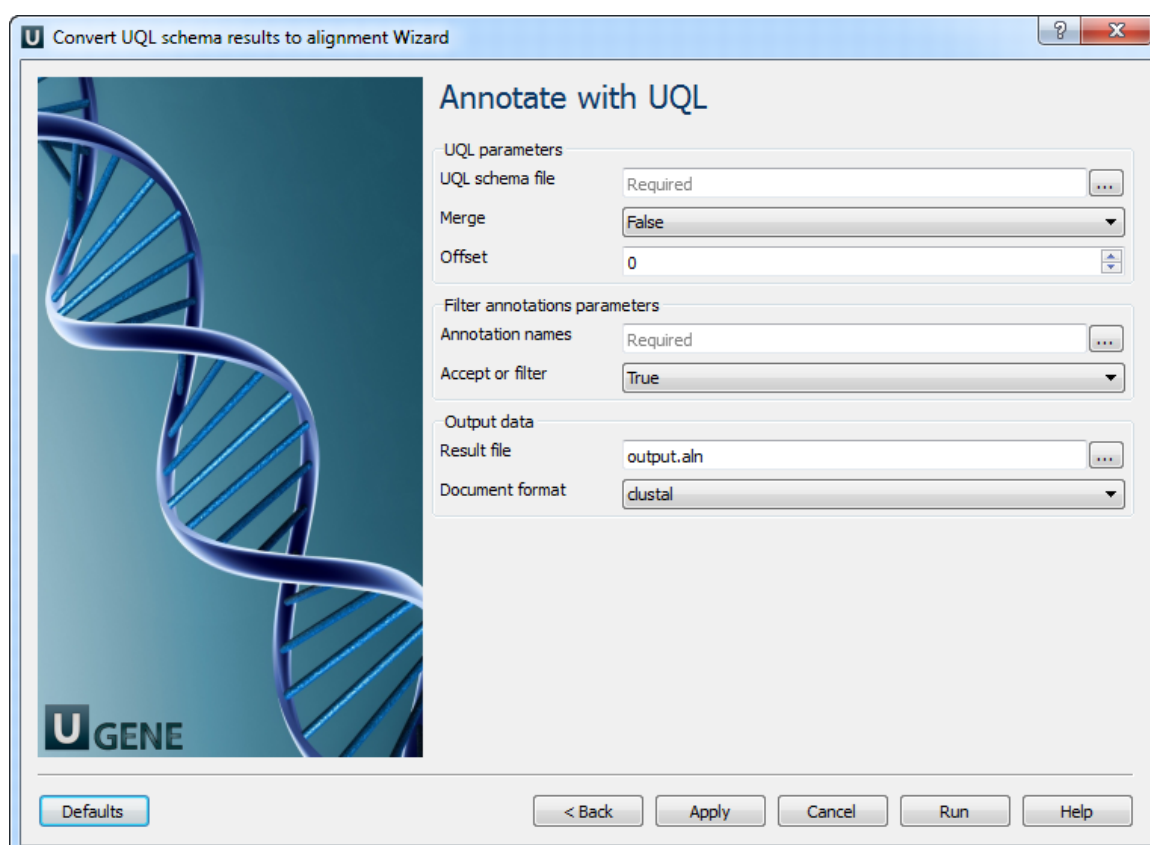 U Convert UQL schema results to alignment Wizard
?
X
Annotate with UQL
UQL parameters
UQL schema file Required ...
Merge False
Offset 0
Filter annotations parameters
Annotation names Required ...
Accept or filter True
Output data
Result file output.aln ...
Document format clustal
U GENE
Defaults < Back Apply Cancel Run Help